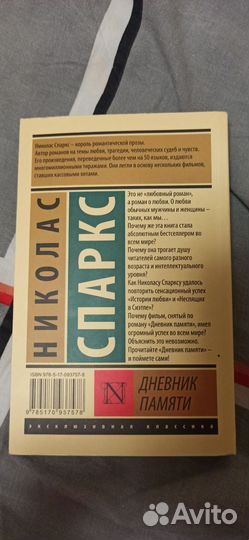 Николас Спаркс – король романтической прозы.
Автор романов на темы любви, трагедии, человеческих судеб и чувств.
Его произведения, переведенные более чем на 50 языков, издаются
многомиллионными тиражами. Они легли в основу нескольких фильмов,
ставших кассовыми хитами.
НИКОЛАС
СПАРКС
Это не «любовный роман»,
а роман о любви. О любви
обычных мужчины и женщины –
таких, как мы...
Почему же эта книга стала
абсолютным бестселлером во
всем мире?
Почему она трогает душу
читателей самого разного
возраста и интеллектуального
уровня?
Как Николасу Спарксу удалось
повторить сенсационный успех
«Истории любви» и «Неспящих
в Сиэтле»?
Почему фильм, снятый по
роману «Дневник памяти», имел
огромный успех во всем мире?
Объяснить это невозможно.
Прочитайте «Дневник памяти» – и
поймете сами!
ISBN 978-5-17-093757-8
9 785170 937578
N
ДНЕВНИК
ПАМЯТИ
ЭКСКЛЮЗИВНАЯ КЛАССИКА
Avito